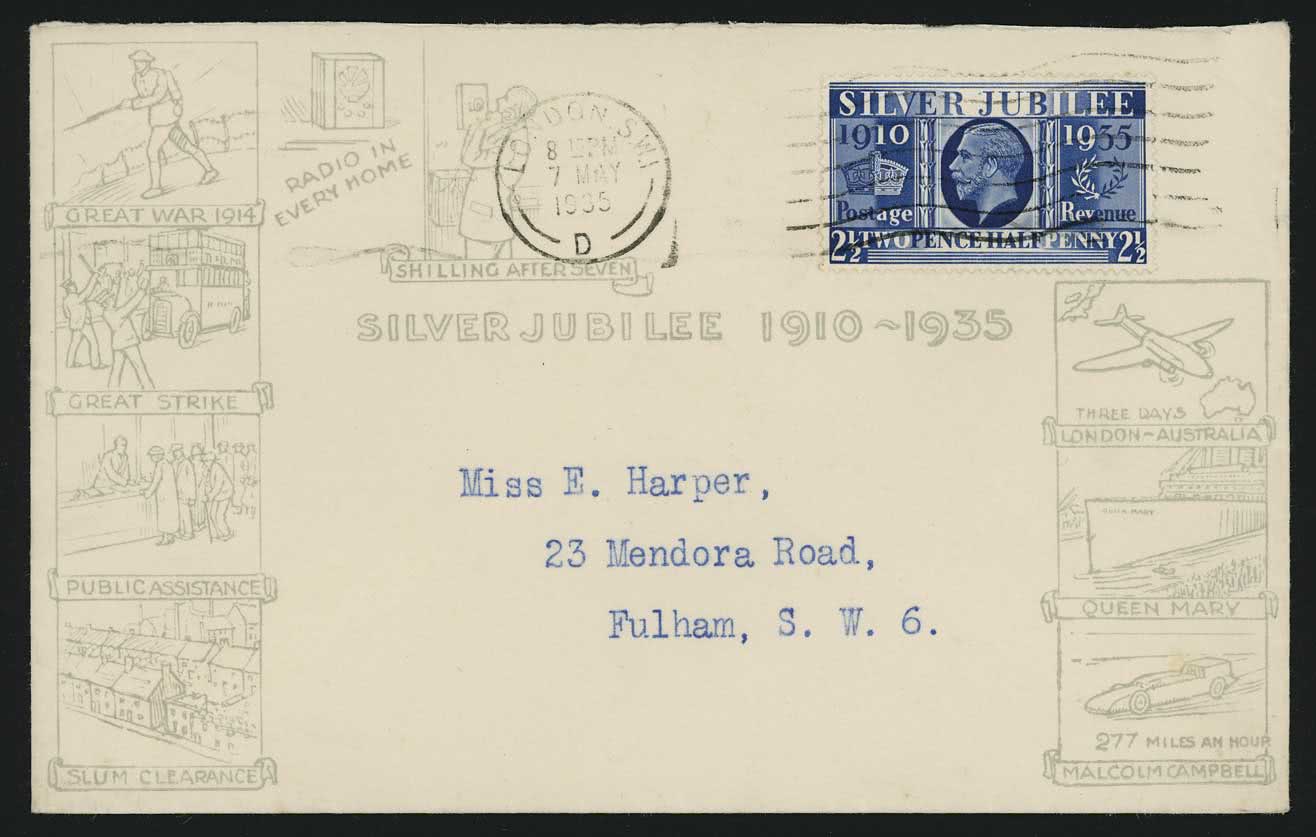 GREAT WAR 1914
RADIO IN
EVERY HOME
SHILLING AFTER SEVEN
LONDON. S.W.1
8 15 PM
7 MAY
1935
D
SILVER JUBILEE
1910 1935
Postage Revenue
2½ TWOPENCE HALFPENNY 2½
SILVER JUBILEE 1910~1935
GREAT STRIKE
PUBLIC ASSISTANCE
SLUM CLEARANCE
Miss E. Harper,
23 Mendora Road,
Fulham, S. W. 6.
THREE DAYS
LONDON-AUSTRALIA
QUEEN MARY
QUEEN MARY
277 MILES AN HOUR
MALCOLM CAMPBELL